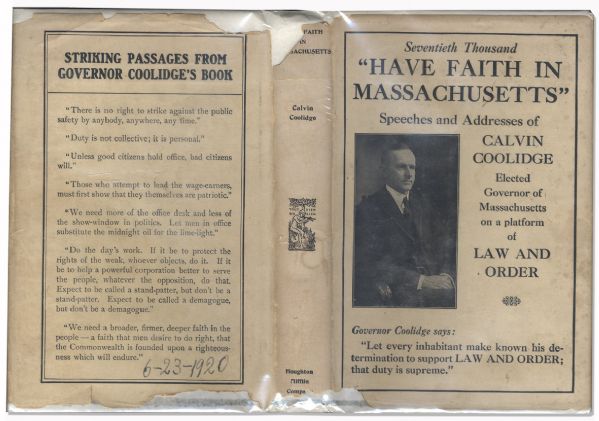 STRIKING PASSAGES FROM
GOVERNOR COOLIDGE'S BOOK
"There is no right to strike against the public
safety by anybody, anywhere, any time."
"Duty is not collective; it is personal."
"Unless good citizens hold office, bad citizens
will."
"Those who attempt to lead the wage-earners,
must first show that they themselves are patriotic."
"We need more of the office desk and less of
the show-window in politics. Let men in office
substitute the midnight oil for the lime-light."
"Do the day's work. If it be to protect the
rights of the weak, whoever objects, do it. If it
be to help a powerful corporation better to serve
the people, whatever the opposition, do that.
Expect to be called a stand-patter, but don't be a
stand-patter. Expect to be called a demagogue,
but don't be a demagogue."
"We need a broader, firmer, deeper faith in the
people — a faith that men desire to do right, that
the Commonwealth is founded upon a righteous-
ness which will endure."
6-23-1920
FAITH
IN
SACHUSETTS
Calvin
Coolidge
Houghton
Mifflin
Compa
Seventieth Thousand
"HAVE FAITH IN
MASSACHUSETTS"
Speeches and Addresses of
CALVIN
COOLIDGE
Elected
Governor of
Massachusetts
on a platform
of
LAW AND
ORDER
Governor Coolidge says:
"Let every inhabitant make known his de-
termination to support LAW AND ORDER;
that duty is supreme."